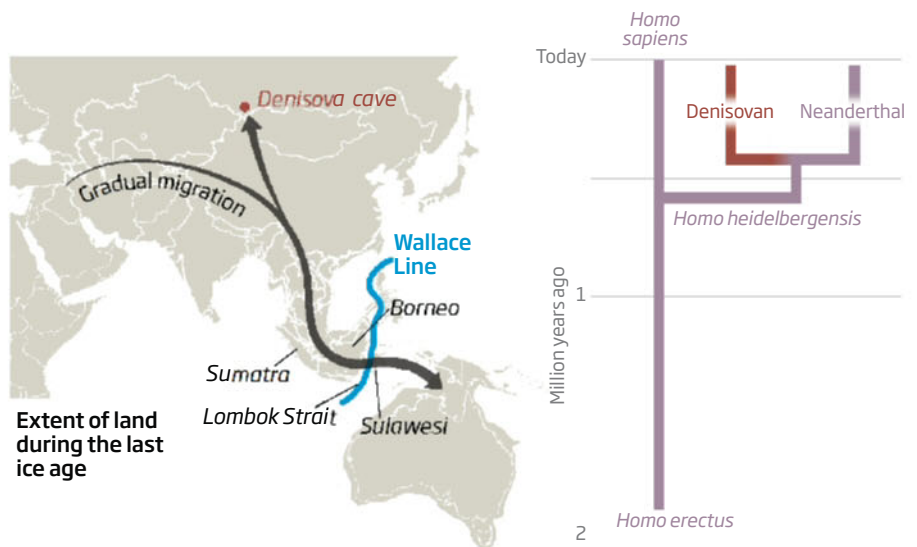 Denisova cave
Gradual migration
Wallace
Line
Borneo
Sumatra
Lombok Strait
Sulawesi
Extent of land
during the last
ice age
Homo
sapiens
Today
Denisovan
Neanderthal
Homo heidelbergensis
1
Million years ago
Homo erectus
2